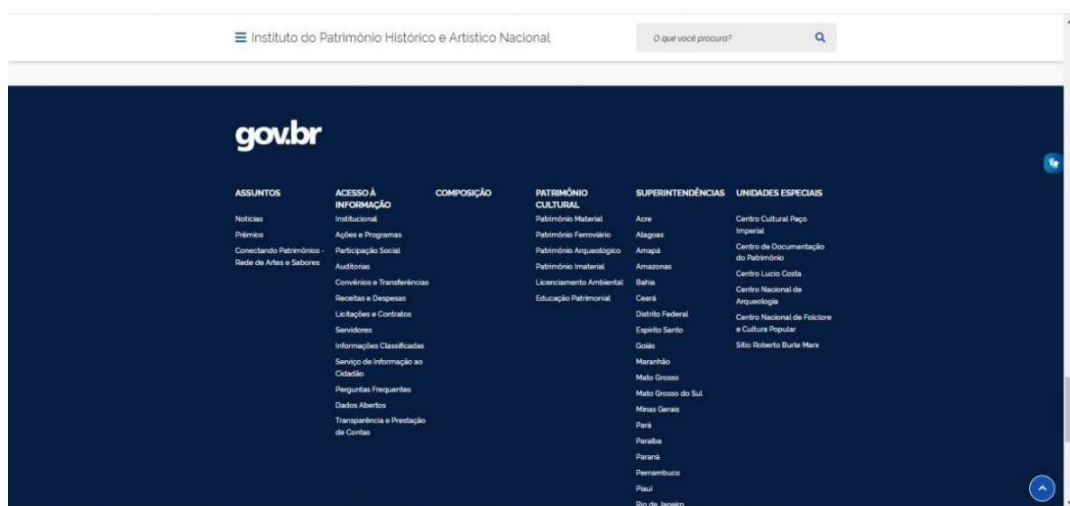 Instituto do Patrimônio Histórico e Artístico Nacional
O que você procura?
gov.br
ASSUNTOS
Notícias
Prêmios
Conectando Patrimônios -
Rede de Artes e Sabores
ACESSO À
INFORMAÇÃO
Institucional
Ações e Programas
Participação Social
Auditorias
Convênios e Transferências
Receitas e Despesas
Licitações e Contratos
Servidores
Informações Classificadas
Serviço de Informação ao
Cidadão
Perguntas Frequentes
Dados Abertos
Transparência e Prestação
de Contas
COMPOSIÇÃO
PATRIMÔNIO
CULTURAL
Patrimônio Material
Patrimônio Ferroviário
Patrimônio Arqueológico
Patrimônio Imaterial
Licenciamento Ambiental
Educação Patrimonial
SUPERINTENDÊNCIAS
Acre
Alagoas
Amapá
Amazonas
Bahia
Ceará
Distrito Federal
Espírito Santo
Goiás
Maranhão
Mato Grosso
Mato Grosso do Sul
Minas Gerais
Pará
Paraíba
Paraná
Pernambuco
Piauí
Rio de Janeiro
UNIDADES ESPECIAIS
Centro Cultural Paço
Imperial
Centro de Documentação
do Patrimônio
Centro Lucio Costa
Centro Nacional de
Arqueologia
Centro Nacional de Folclore
e Cultura Popular
Sítio Roberto Burle Marx